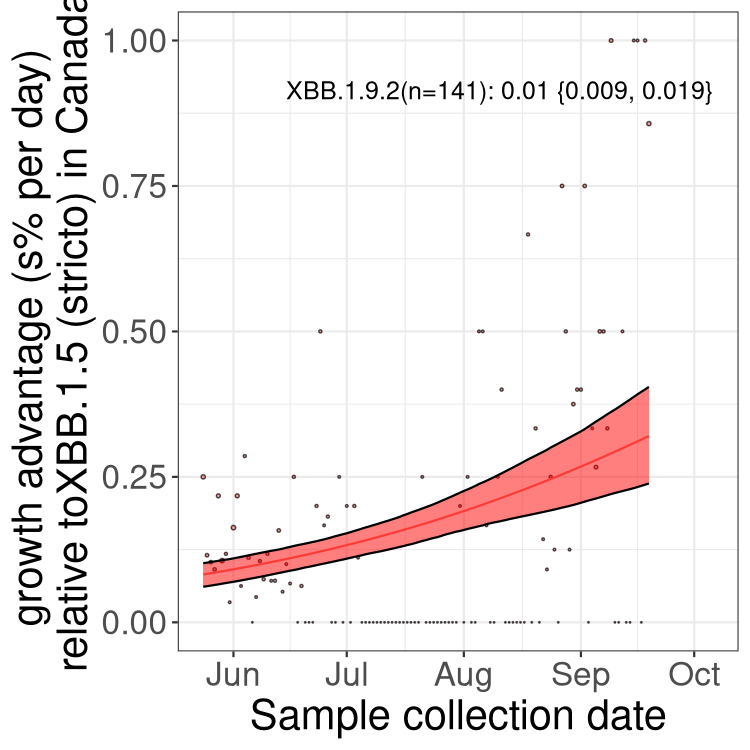 growth advantage (s% per day)
relative toXBB.1.5 (stricto) in Canada
1.00
0.75
0.50
0.25
0.00
XBB.1.9.2(n=141): 0.01 {0.009, 0.019}
Jun Jul Aug Sep Oct
Sample collection date